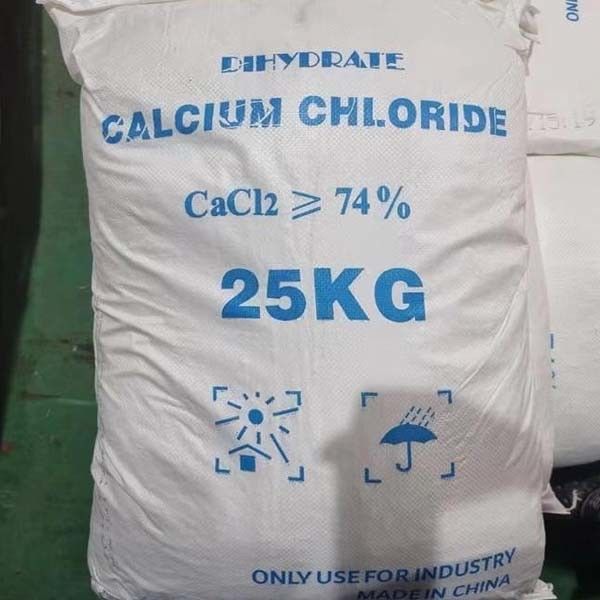 DIHYDRATE
CALCIUM CHLORIDE
CaCl2 ≥ 74%
25KG
ONLY USE FOR INDUSTRY
MADE IN CHINA